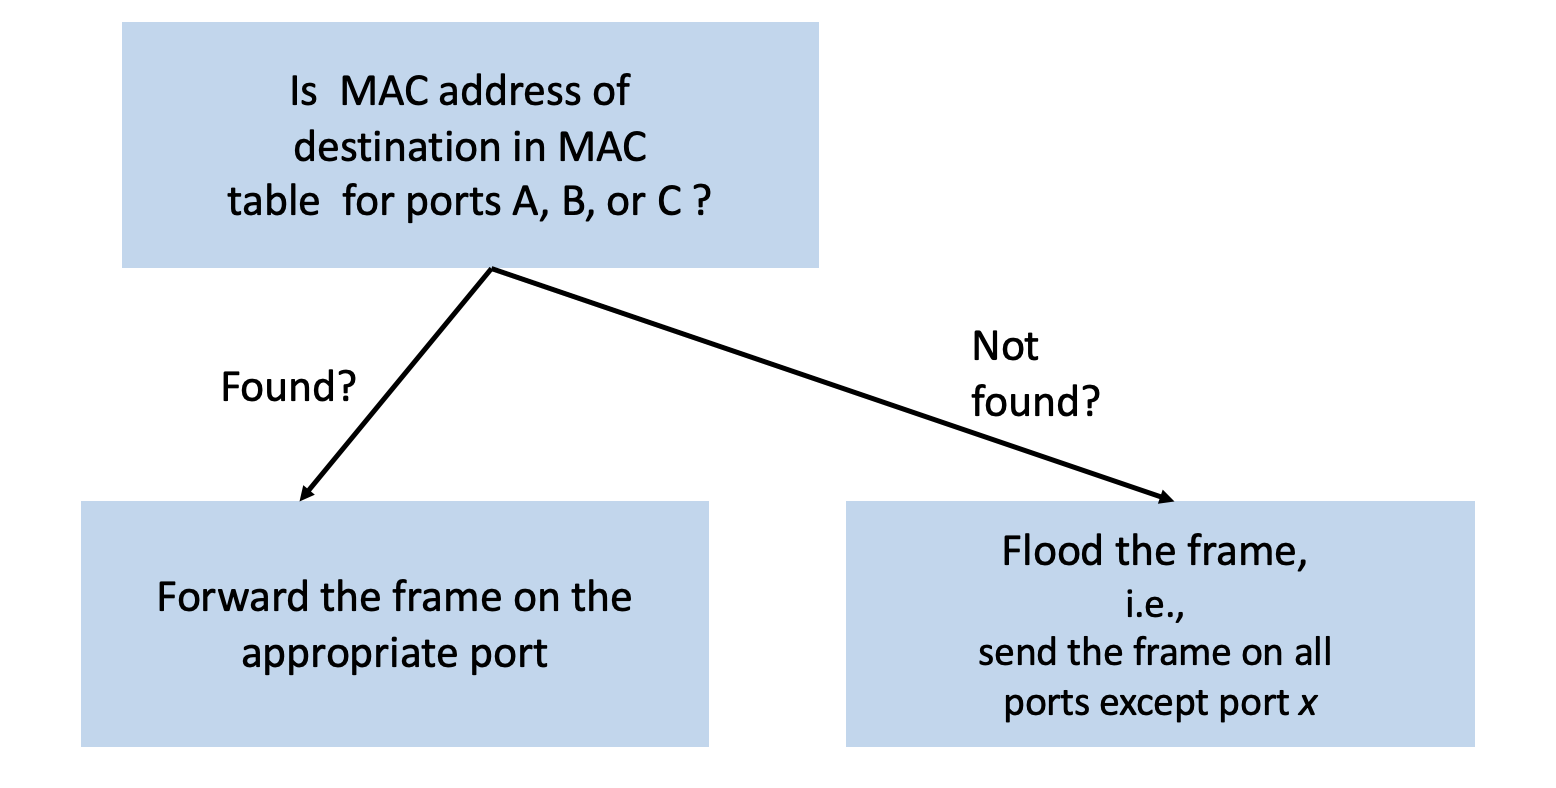 Is  MAC address of
destination in MAC
table  for ports A, B, or C ?
Found?
Not
found?
Forward the frame on the
appropriate port
Flood the frame,
i.e.,
send the frame on all
ports except port x